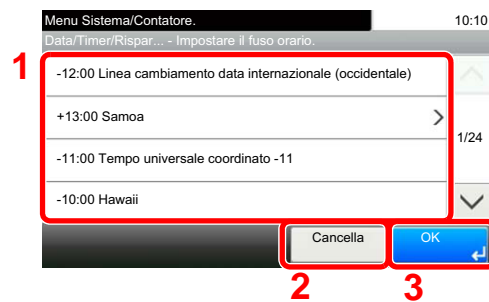 Menu Sistema/Contatore. 10:10
Data/Timer/Rispar... - Impostare il fuso orario.
1
-12:00 Linea cambiamento data internazionale (occidentale)
+13:00 Samoa
1/24
-11:00 Tempo universale coordinato -11
-10:00 Hawaii
Cancella OK
2 3